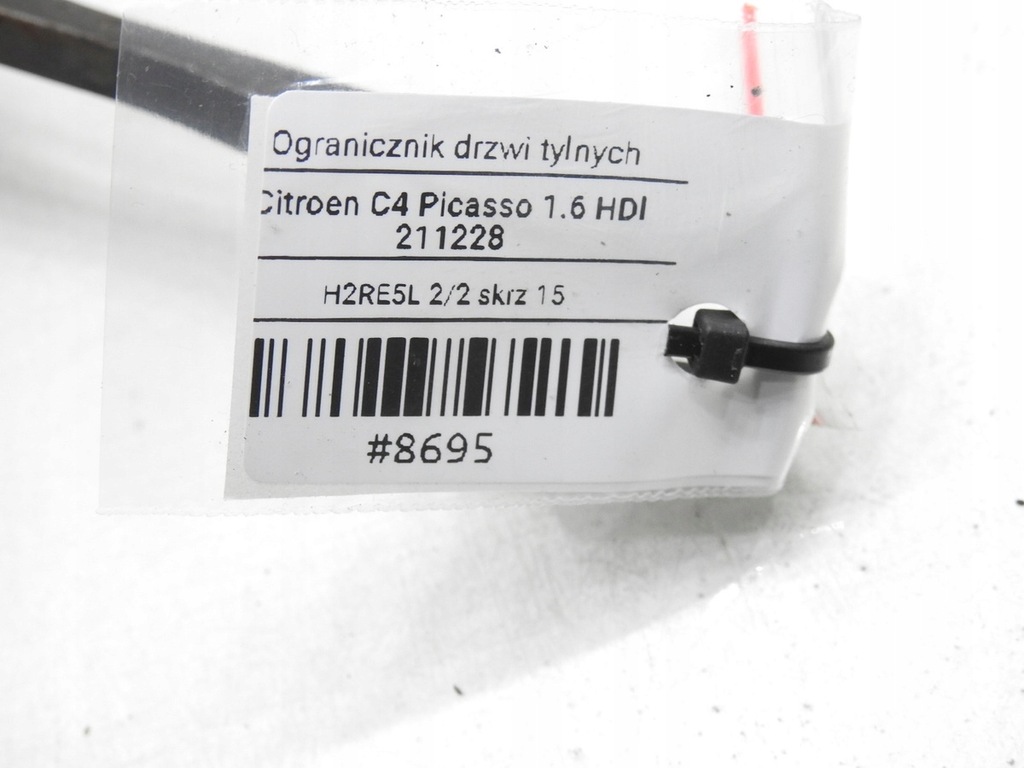 Ogranicznik drzwi tylnych
Citroen C4 Picasso 1.6 HDI
211228
H2RE5L 2/2 skrz 15
#8695